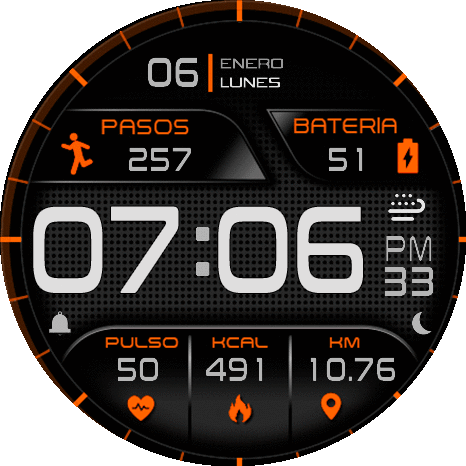 06 ENERO
LUNES
PASOS
257
BATERIA
51
07:06
PM
33
PULSO
50
KCAL
491
KM
10.76